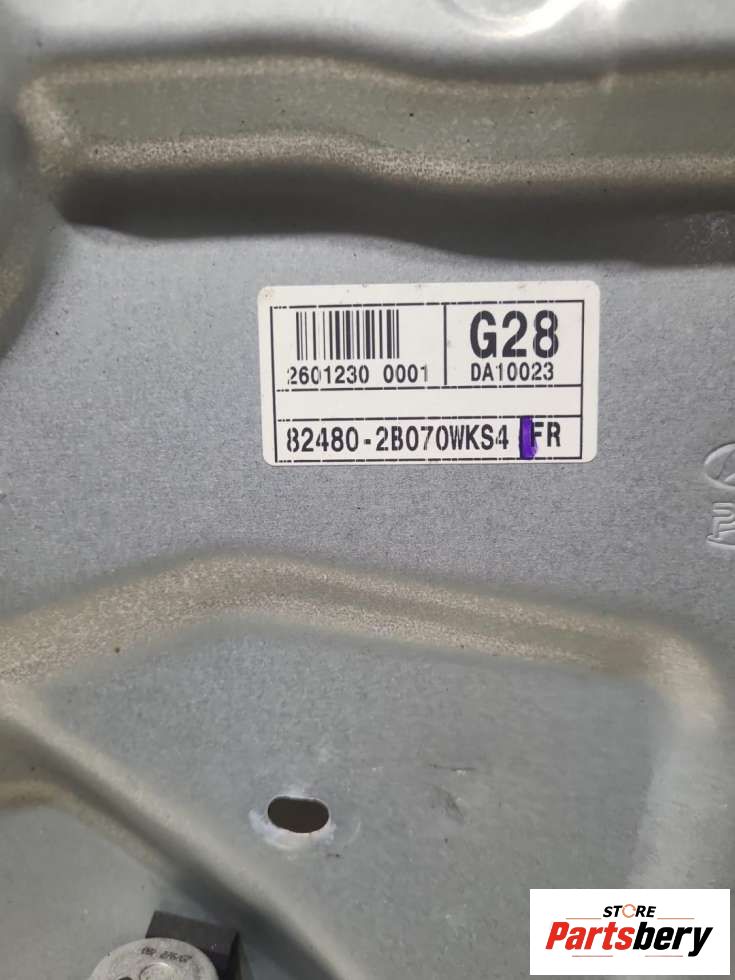 G28
2601230 0001
DA10023
82480-2B070WKS4 FR
STORE
Partsbery